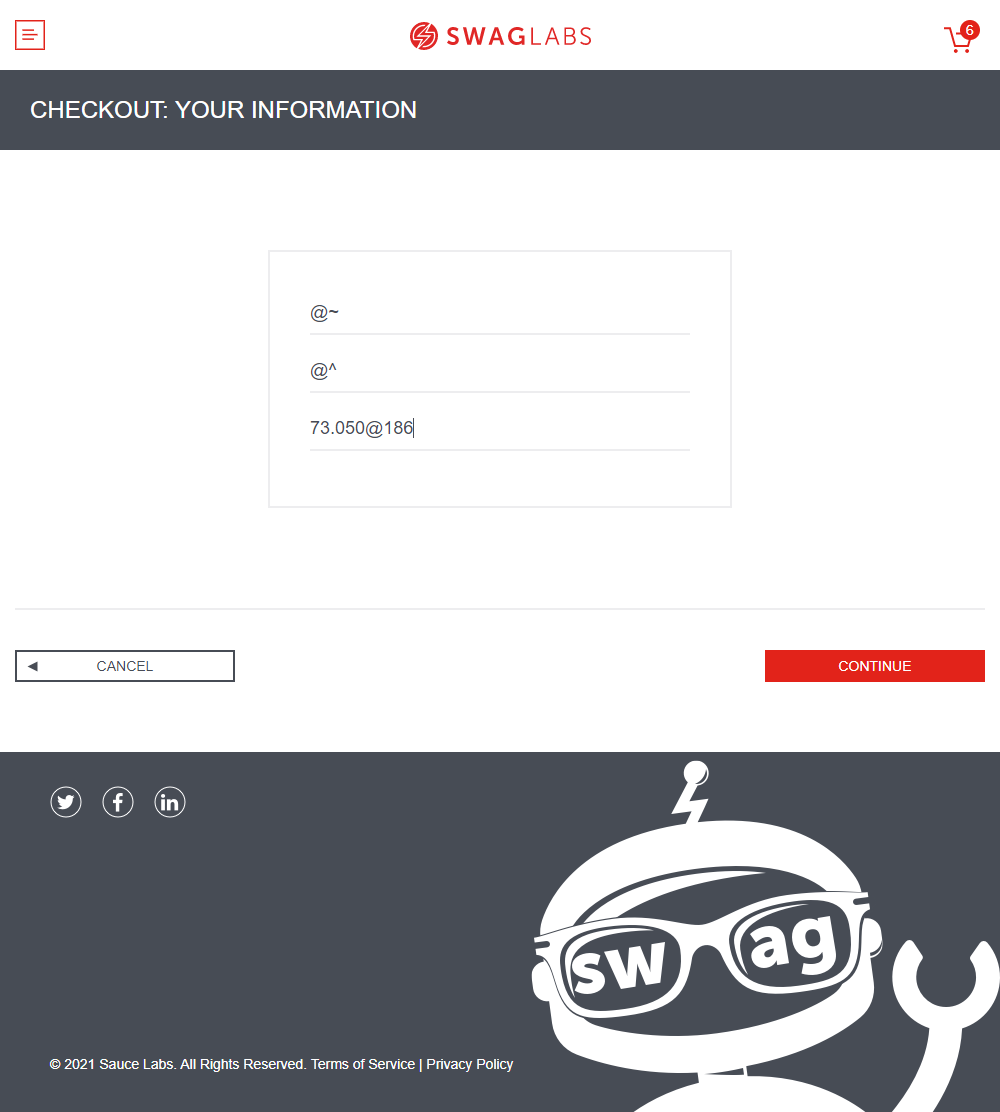 SWAGLABS
6
CHECKOUT: YOUR INFORMATION
@~
@^
73.050@186
CANCEL
CONTINUE
sw ag
© 2021 Sauce Labs. All Rights Reserved. Terms of Service | Privacy Policy